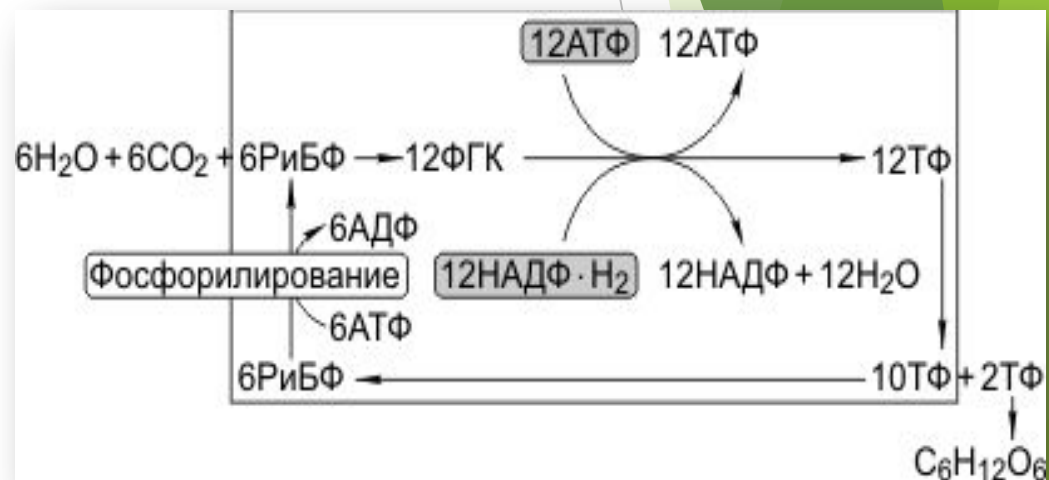 12АТФ 12АТФ
6H₂O + 6CO₂ + 6РиБФ → 12ФГК → 12ТФ
6АДФ
Фосфорилирование 12НАДФ · H₂ 12НАДФ + 12H₂O
6АТФ
6РиБФ ← 10ТФ + 2ТФ
C₆H₁₂O₆